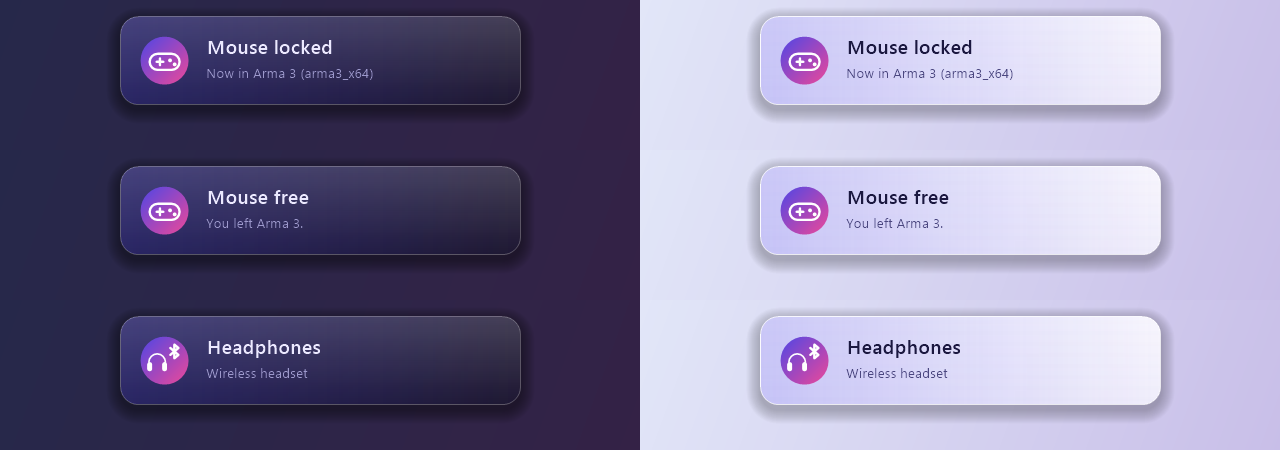 Mouse locked
Now in Arma 3 (arma3_x64)
Mouse free
You left Arma 3.
Headphones
Wireless headset
Mouse locked
Now in Arma 3 (arma3_x64)
Mouse free
You left Arma 3.
Headphones
Wireless headset